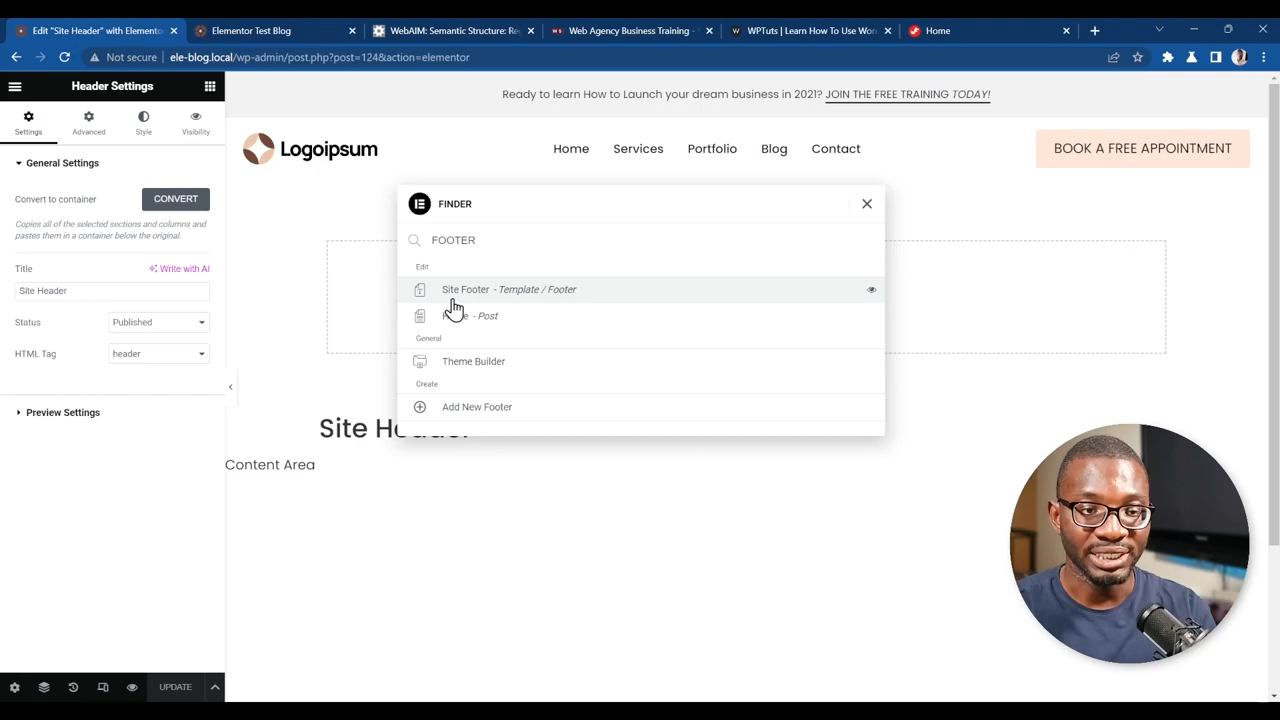 Edit "Site Header" with Elemento
Elementor Test Blog
WebAIM: Semantic Structure: Re
Web Agency Business Training -
WPTuts | Learn How To Use Wor
Home
Not secure
ele-blog.local/wp-admin/post.php?post=124&action=elementor
Header Settings
Settings
Advanced
Style
Visibility
General Settings
Convert to container
CONVERT
Copies all of the selected sections and columns and
pastes them in a container below the original.
Title
Write with AI
Site Header
Status
Published
HTML Tag
header
Preview Settings
UPDATE
Ready to learn How to Launch your dream business in 2021? JOIN THE FREE TRAINING TODAY!
Logoipsum
Home
Services
Portfolio
Blog
Contact
BOOK A FREE APPOINTMENT
FINDER
FOOTER
Edit
Site Footer - Template / Footer
- Post
General
Theme Builder
Create
Add New Footer
Site Header
Content Area